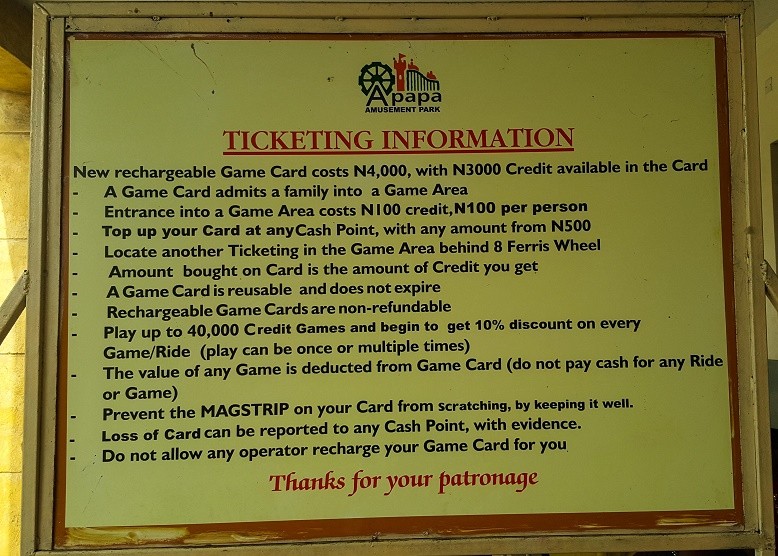 Apapa
AMUSEMENT PARK
TICKETING INFORMATION
New rechargeable Game Card costs N4,000, with N3000 Credit available in the Card
- A Game Card admits a family into a Game Area
- Entrance into a Game Area costs N100 credit, N100 per person
- Top up your Card at any Cash Point, with any amount from N500
- Locate another Ticketing in the Game Area behind 8 Ferris Wheel
- Amount bought on Card is the amount of Credit you get
- A Game Card is reusable and does not expire
- Rechargeable Game Cards are non-refundable
- Play up to 40,000 Credit Games and begin to get 10% discount on every
Game/Ride (play can be once or multiple times)
- The value of any Game is deducted from Game Card (do not pay cash for any Ride
or Game)
- Prevent the MAGSTRIP on your Card from scratching, by keeping it well.
- Loss of Card can be reported to any Cash Point, with evidence.
- Do not allow any operator recharge your Game Card for you
Thanks for your patronage